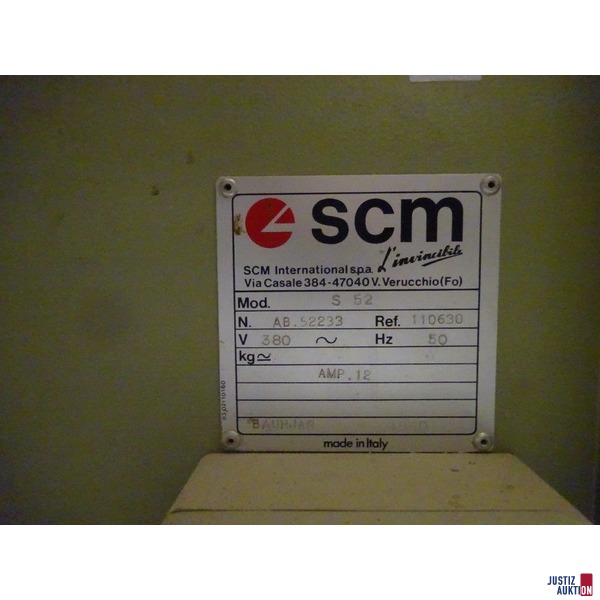 scm
L'invincibile
SCM International s.p.a.
Via Casale 384-47040 V. Verucchio (Fo)
Mod. S 52
N. AB.52233 Ref. 110630
V 380 ~ Hz 50
kg≃
AMP.12
BAUHJAR
made in Italy
JUSTIZ
AUKTION